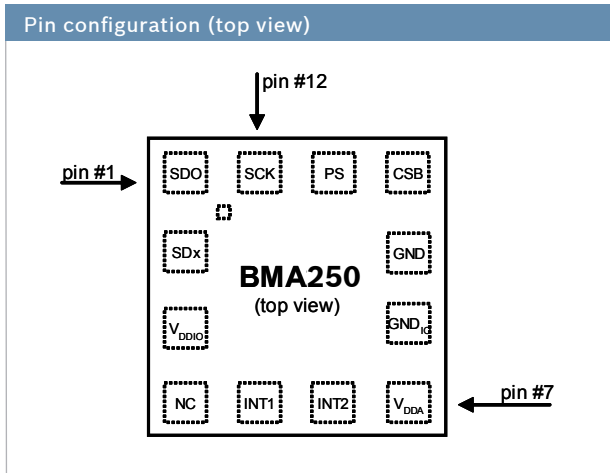 Pin configuration (top view)
pin #12
pin #1
SDO SCK PS CSB
SDx GND
BMA250
(top view)
VDDIO GNDIO
NC INT1 INT2 VDDA
pin #7